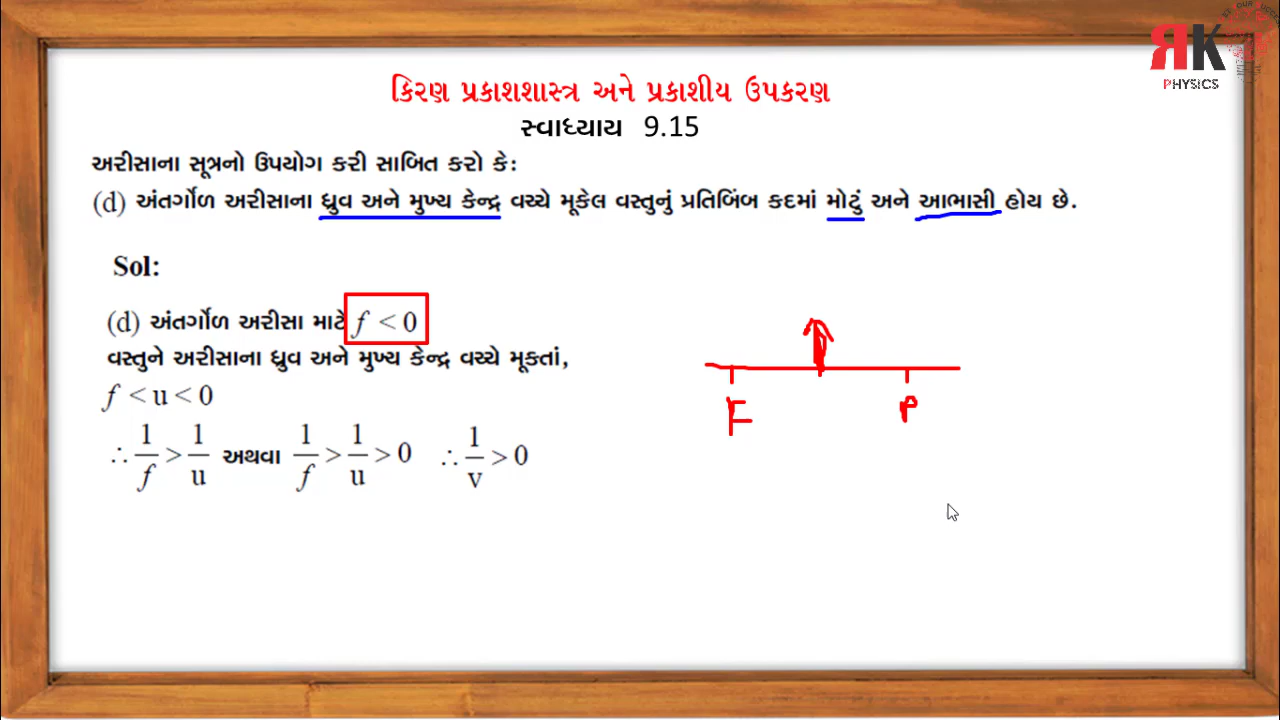 ЯK
PHYSICS
કિરણ પ્રકાશશાસ્ત્ર અને પ્રકાશીય ઉપકરણ
સ્વાધ્યાય 9.15
અરીસાના સૂત્રનો ઉપયોગ કરી સાબિત કરો કેઃ
(d) અંતર્ગોળ અરીસાના ધ્રુવ અને મુખ્ય કેન્દ્ર વચ્ચે મૂકેલ વસ્તુનું પ્રતિબિંબ કદમાં મોટું અને આભાસી હોય છે.
Sol:
(d) અંતર્ગોળ અરીસા માટે f < 0
વસ્તુને અરીસાના ધ્રુવ અને મુખ્ય કેન્દ્ર વચ્ચે મૂકતાં,
f < u < 0
∴ 1/f > 1/u અથવા 1/f > 1/u > 0 ∴ 1/v > 0
F P